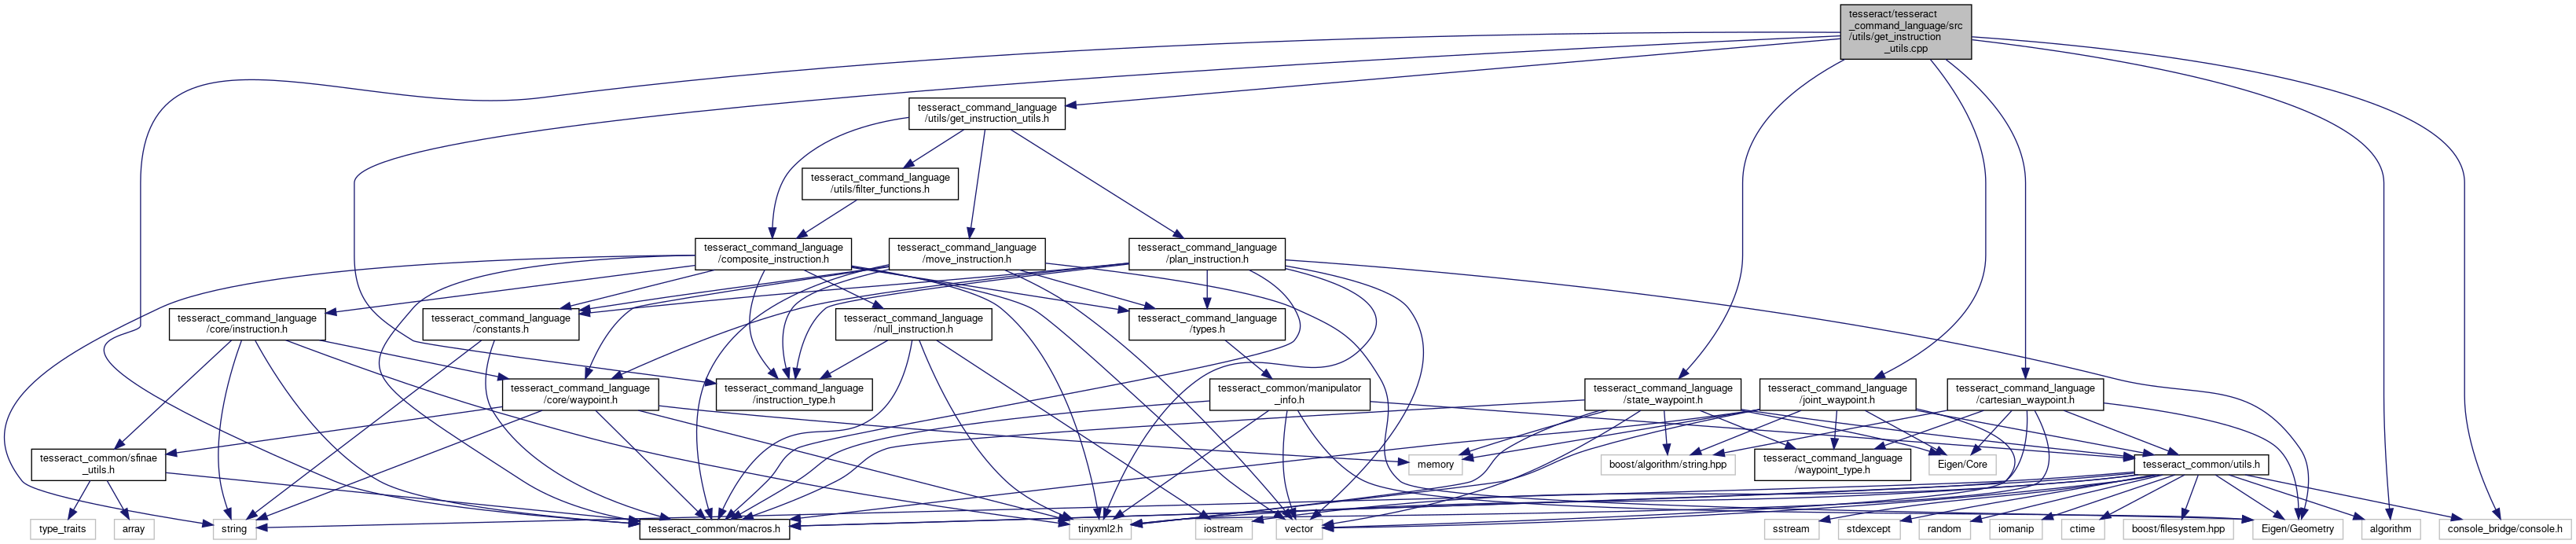 tesseract/tesseract
_command_language/src
/utils/get_instruction
_utils.cpp
tesseract_command_language
/utils/get_instruction_utils.h
tesseract_command_language
/utils/filter_functions.h
tesseract_command_language
/composite_instruction.h
tesseract_command_language
/move_instruction.h
tesseract_command_language
/plan_instruction.h
tesseract_command_language
/core/instruction.h
tesseract_command_language
/constants.h
tesseract_command_language
/null_instruction.h
tesseract_command_language
/types.h
tesseract_command_language
/core/waypoint.h
tesseract_command_language
/instruction_type.h
tesseract_common/manipulator
_info.h
tesseract_command_language
/state_waypoint.h
tesseract_command_language
/joint_waypoint.h
tesseract_command_language
/cartesian_waypoint.h
tesseract_common/sfinae
_utils.h
memory
boost/algorithm/string.hpp
tesseract_command_language
/waypoint_type.h
Eigen/Core
tesseract_common/utils.h
type_traits
array
string
tesseract_common/macros.h
tinyxml2.h
iostream
vector
sstream
stdexcept
random
iomanip
ctime
boost/filesystem.hpp
Eigen/Geometry
algorithm
console_bridge/console.h